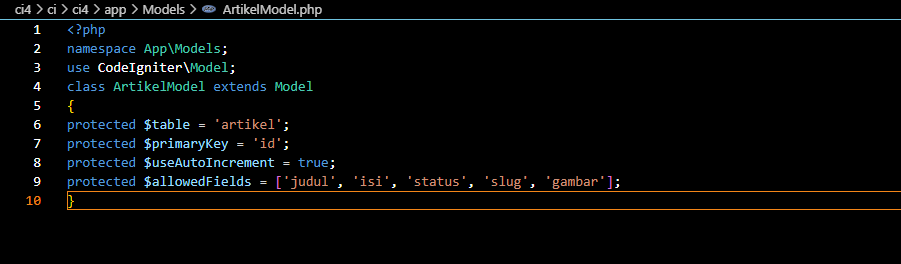 ci4 > ci > ci4 > app > Models > ArtikelModel.php
1 <?php
2 namespace App\Models;
3 use CodeIgniter\Model;
4 class ArtikelModel extends Model
5 {
6 protected $table = 'artikel';
7 protected $primaryKey = 'id';
8 protected $useAutoIncrement = true;
9 protected $allowedFields = ['judul', 'isi', 'status', 'slug', 'gambar'];
10 }